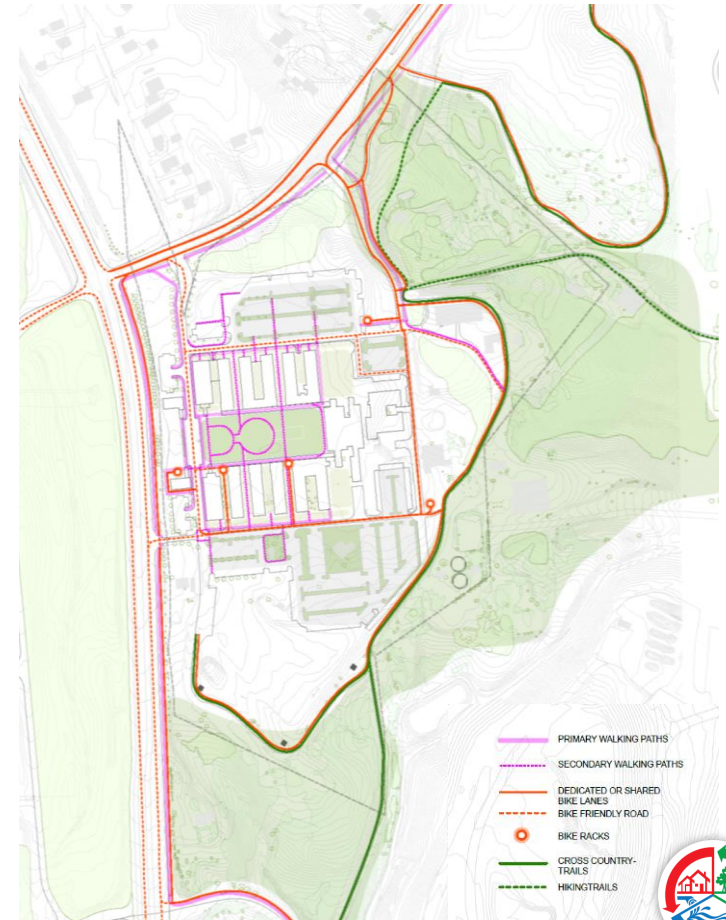 PRIMARY WALKING PATHS
SECONDARY WALKING PATHS
DEDICATED OR SHARED
BIKE LANES
BIKE FRIENDLY ROAD
BIKE RACKS
CROSS COUNTRY-
TRAILS
HIKINGTRAILS